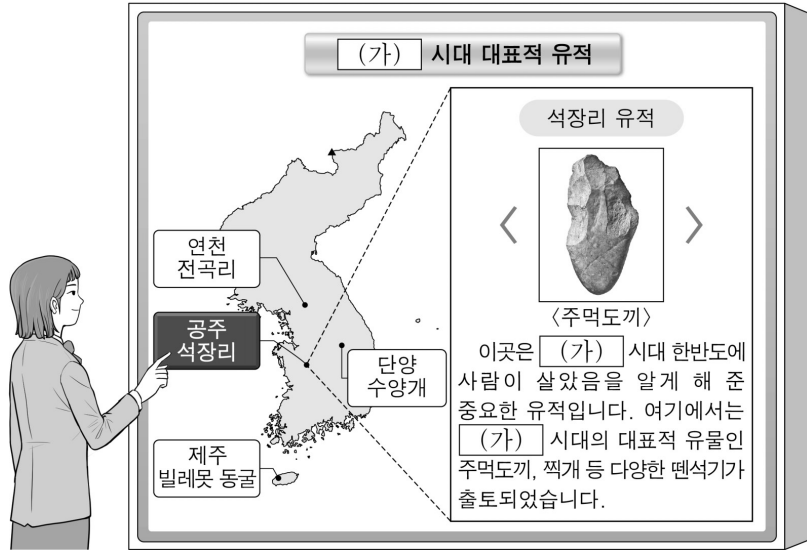 (가) 시대 대표적 유적
연천
전곡리
공주
석장리
단양
수양개
제주
빌레못 동굴
석장리 유적
〈주먹도끼〉
이곳은 (가) 시대 한반도에
사람이 살았음을 알게 해 준
중요한 유적입니다. 여기에서는
(가) 시대의 대표적 유물인
주먹도끼, 찍개 등 다양한 뗀석기가
출토되었습니다.